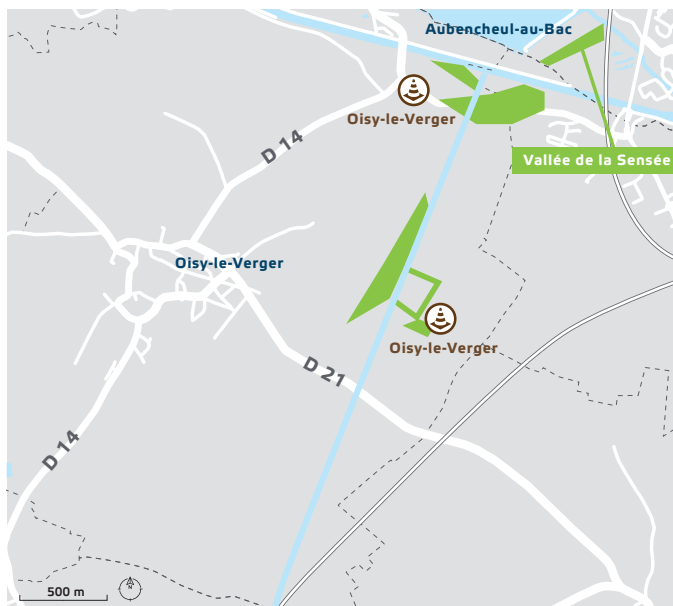 Aubencheul-au-Bac
Oisy-le-Verger
D 14
Vallée de la Sensée
Oisy-le-Verger
Oisy-le-Verger
D 21
D 14
500 m
N